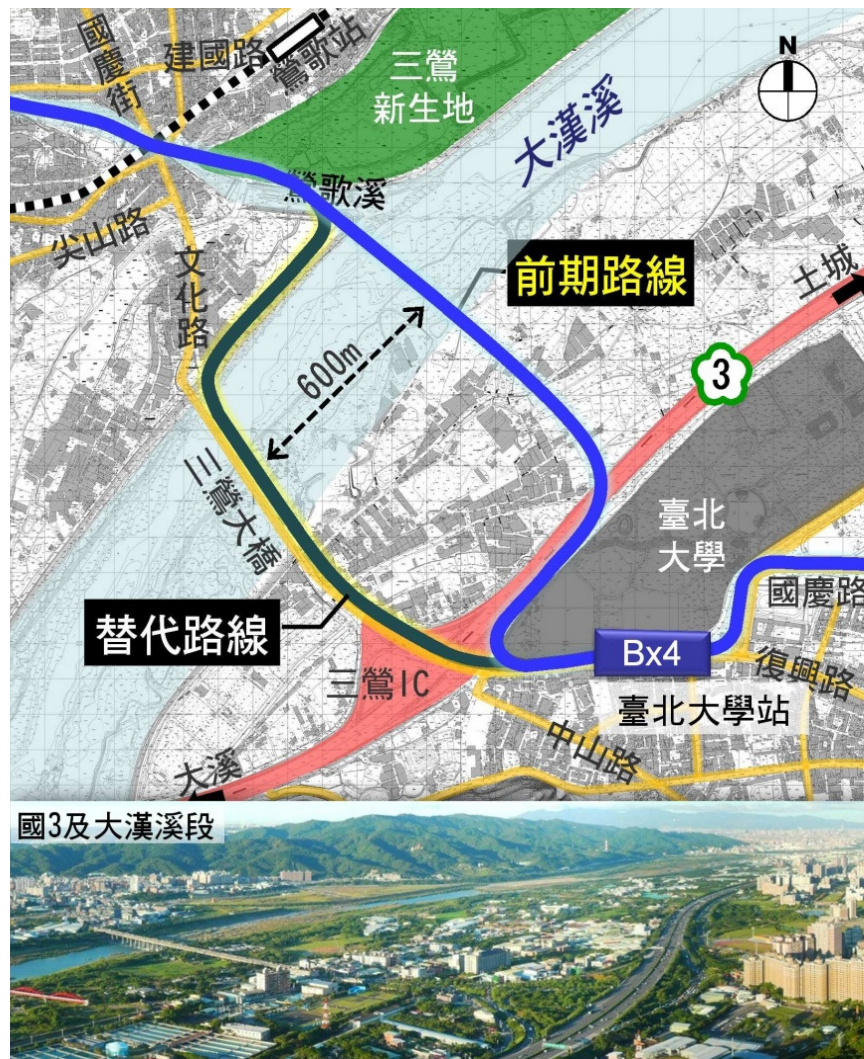 國慶街
建國路
鶯歌站
三鶯
新生地
N
大漢溪
鶯歌溪
尖山路
文化路
前期路線
土城
600m
3
三鶯大橋
臺北
大學
替代路線
國慶路
Bx4
復興路
三鶯IC
臺北大學站
中山路
大溪
國3及大漢溪段